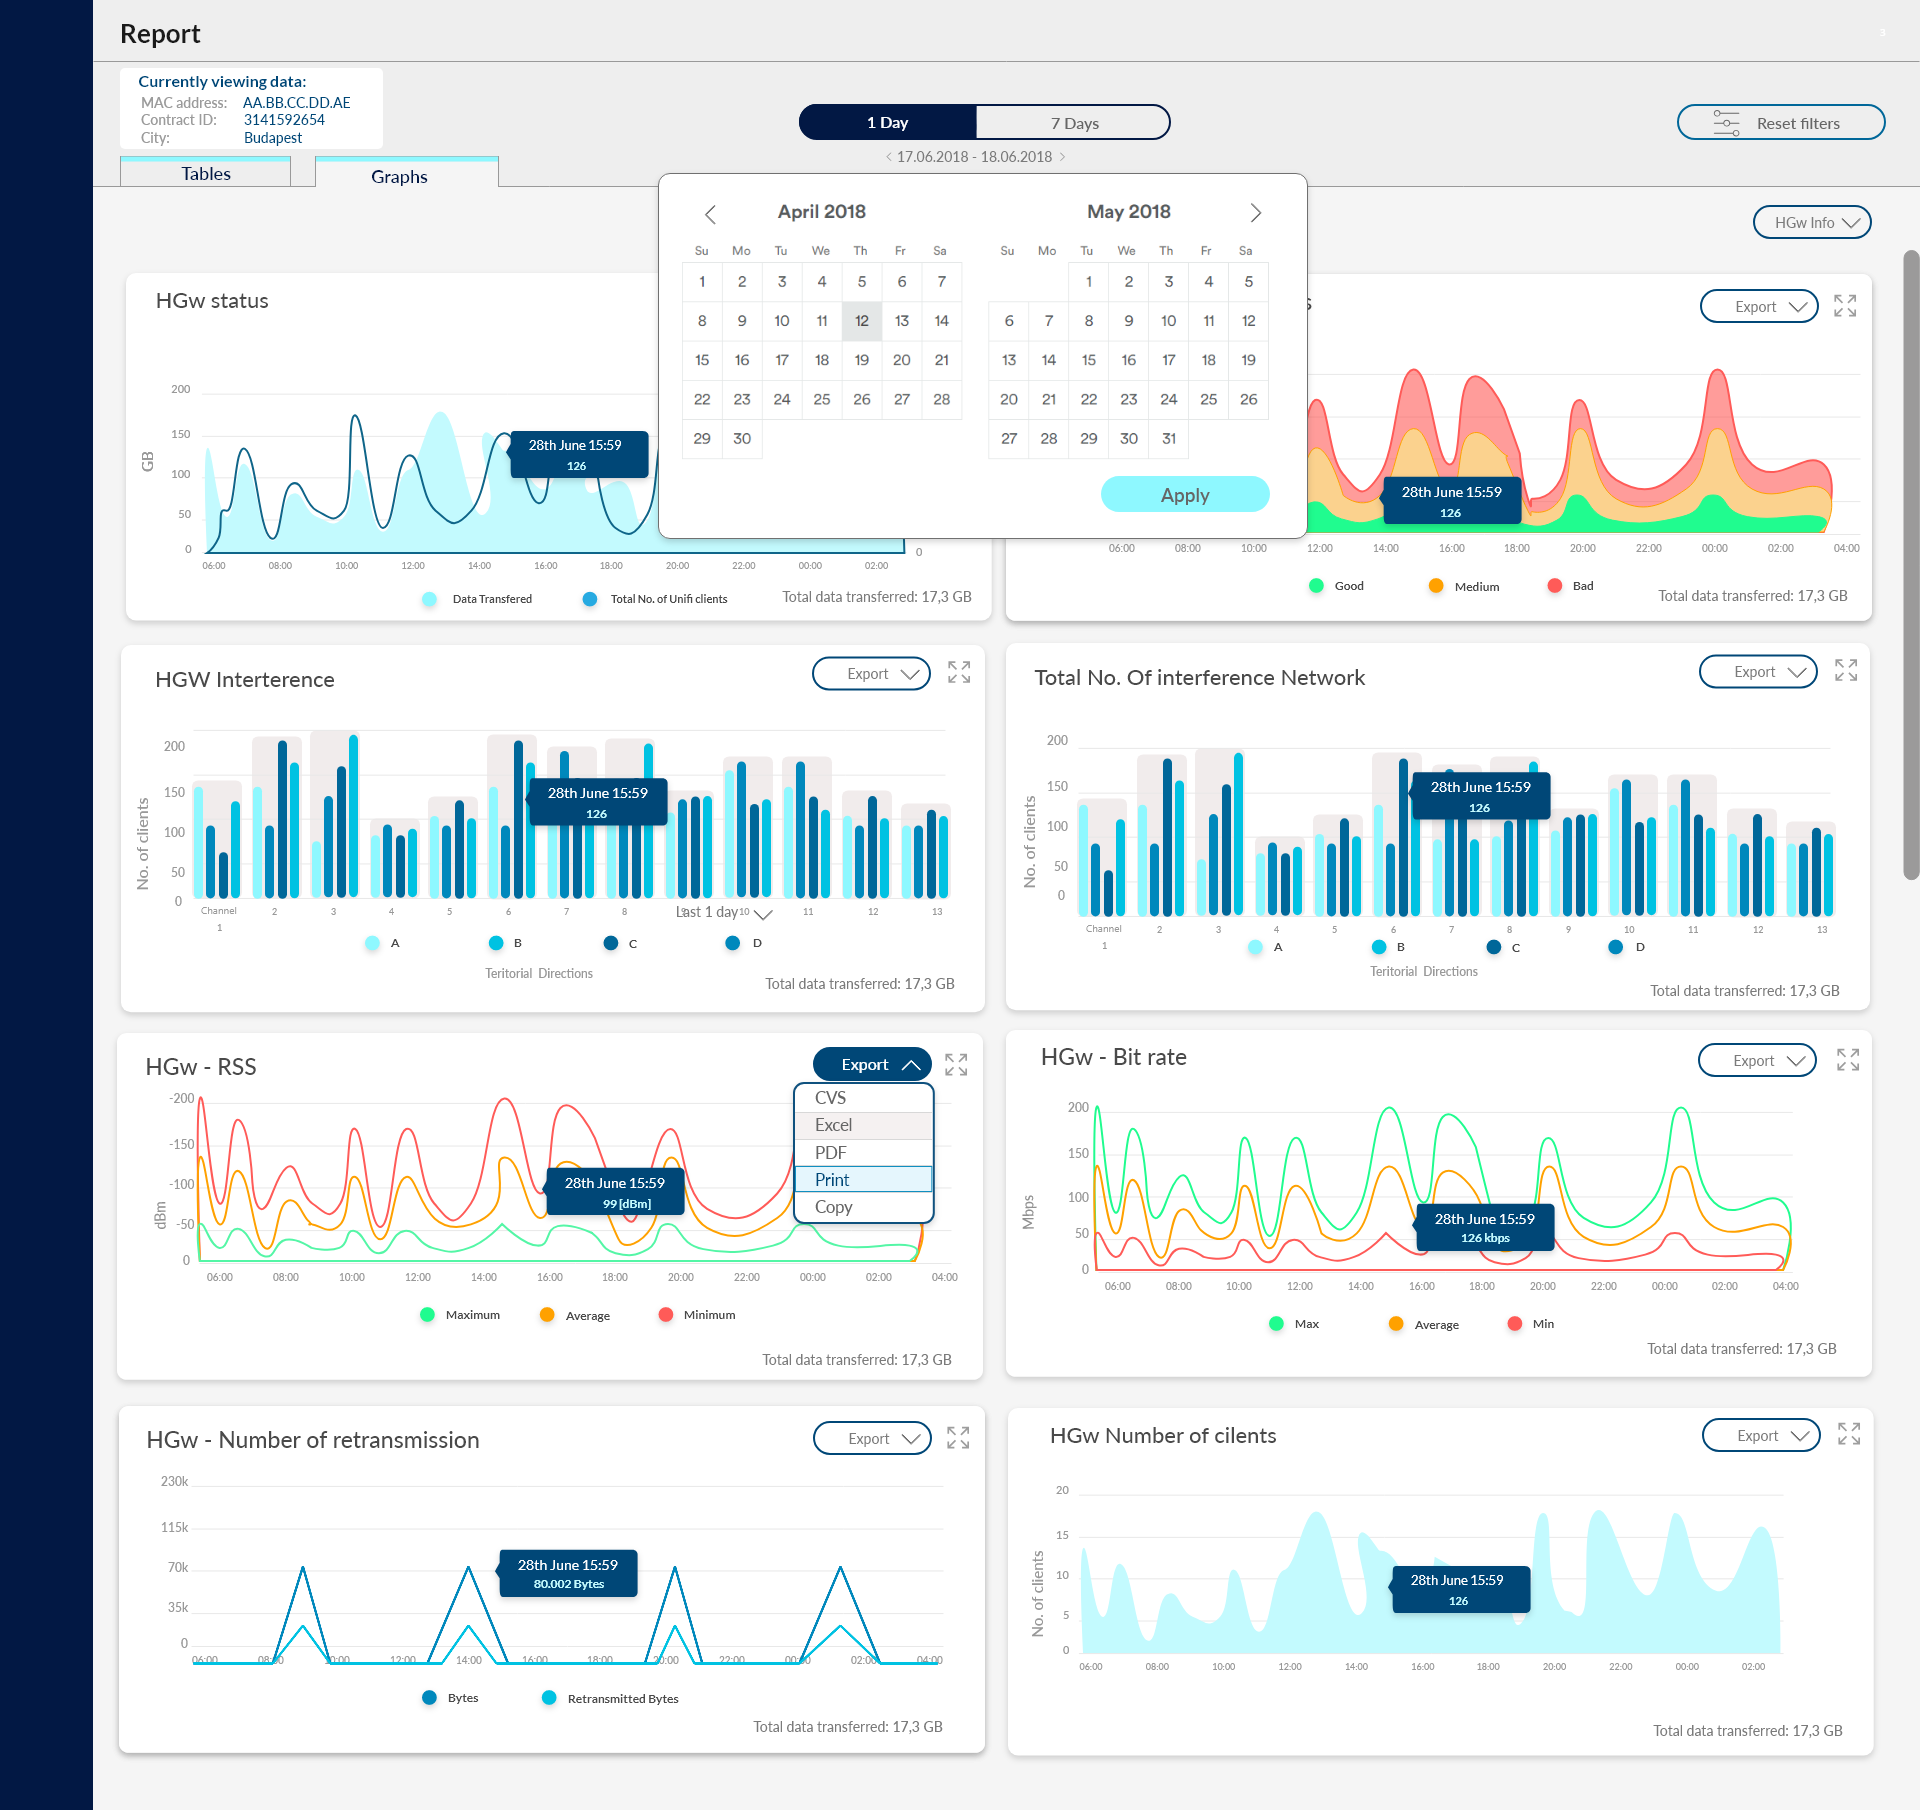 Report
3
Currently viewing data:
MAC address: AA.BB.CC.DD.AE
Contract ID: 3141592654
City: Budapest
1 Day 7 Days
< 17.06.2018 - 18.06.2018 >
Reset filters
Tables Graphs
HGw Info
April 2018 May 2018
Su Mo Tu We Th Fr Sa Su Mo Tu We Th Fr Sa
1 2 3 4 5 6 7 1 2 3 4 5
8 9 10 11 12 13 14 6 7 8 9 10 11 12
15 16 17 18 19 20 21 13 14 15 16 17 18 19
22 23 24 25 26 27 28 20 21 22 23 24 25 26
29 30 27 28 29 30 31
Apply
HGw status
200
150
100
50
0
GB
28th June 15:59
126
0
06:00 08:00 10:00 12:00 14:00 16:00 18:00 20:00 22:00 00:00 02:00
Data Transfered Total No. of Unifi clients
Total data transferred: 17,3 GB
s
Export
28th June 15:59
126
06:00 08:00 10:00 12:00 14:00 16:00 18:00 20:00 22:00 00:00 02:00 04:00
Good Medium Bad
Total data transferred: 17,3 GB
HGW Interterence
Export
200
150
100
50
0
No. of clients
28th June 15:59
126
Channel
1 2 3 4 5 6 7 8 10 11 12 13
Last 1 day
A B C D
Teritorial Directions
Total data transferred: 17,3 GB
Total No. Of interference Network
Export
200
150
100
50
0
No. of clients
28th June 15:59
126
Channel
1 2 3 4 5 6 7 8 9 10 11 12 13
A B C D
Teritorial Directions
Total data transferred: 17,3 GB
HGw - RSS
Export
CVS
Excel
PDF
Print
Copy
-200
-150
-100
-50
0
dBm
28th June 15:59
99 [dBm]
06:00 08:00 10:00 12:00 14:00 16:00 18:00 20:00 22:00 00:00 02:00 04:00
Maximum Average Minimum
Total data transferred: 17,3 GB
HGw - Bit rate
Export
200
150
100
50
0
Mbps
28th June 15:59
126 kbps
06:00 08:00 10:00 12:00 14:00 16:00 18:00 20:00 22:00 00:00 02:00 04:00
Max Average Min
Total data transferred: 17,3 GB
HGw - Number of retransmission
Export
230k
115k
70k
35k
0
28th June 15:59
80.002 Bytes
06:00 08:00 10:00 12:00 14:00 16:00 18:00 20:00 22:00 00:00 02:00 04:00
Bytes Retransmitted Bytes
Total data transferred: 17,3 GB
HGw Number of cilents
Export
20
15
10
5
0
No. of clients
28th June 15:59
126
06:00 08:00 10:00 12:00 14:00 16:00 18:00 20:00 22:00 00:00 02:00
Total data transferred: 17,3 GB